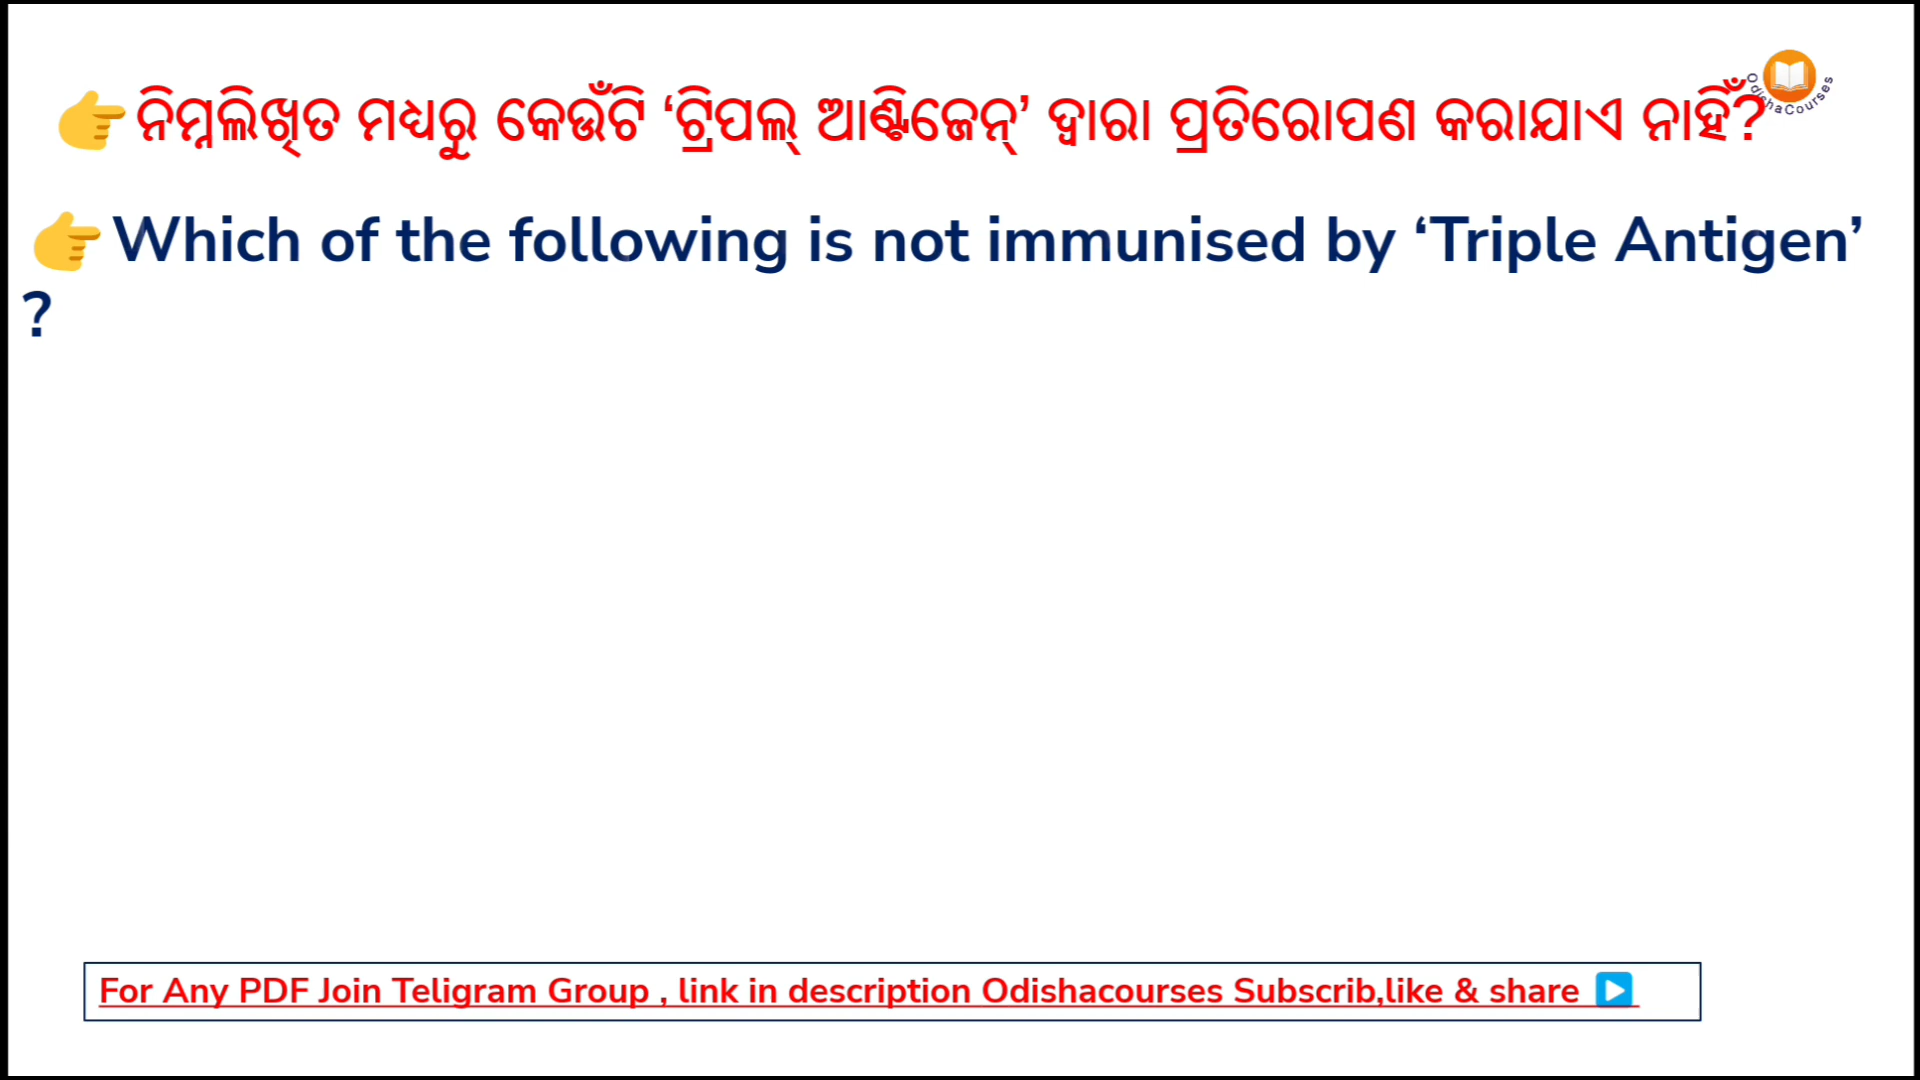 👉ନିମ୍ନଲିଖିତ ମଧ୍ୟରୁ କେଉଁଟି ‘ଟ୍ରିପଲ୍ ଆଣ୍ଟିଜେନ୍’ ଦ୍ୱାରା ପ୍ରତିରୋପଣ କରାଯାଏ ନାହିଁ?
OdishaCourses
👉Which of the following is not immunised by ‘Triple Antigen’
?
For Any PDF Join Teligram Group , link in description Odishacourses Subscrib,like & share ▶️